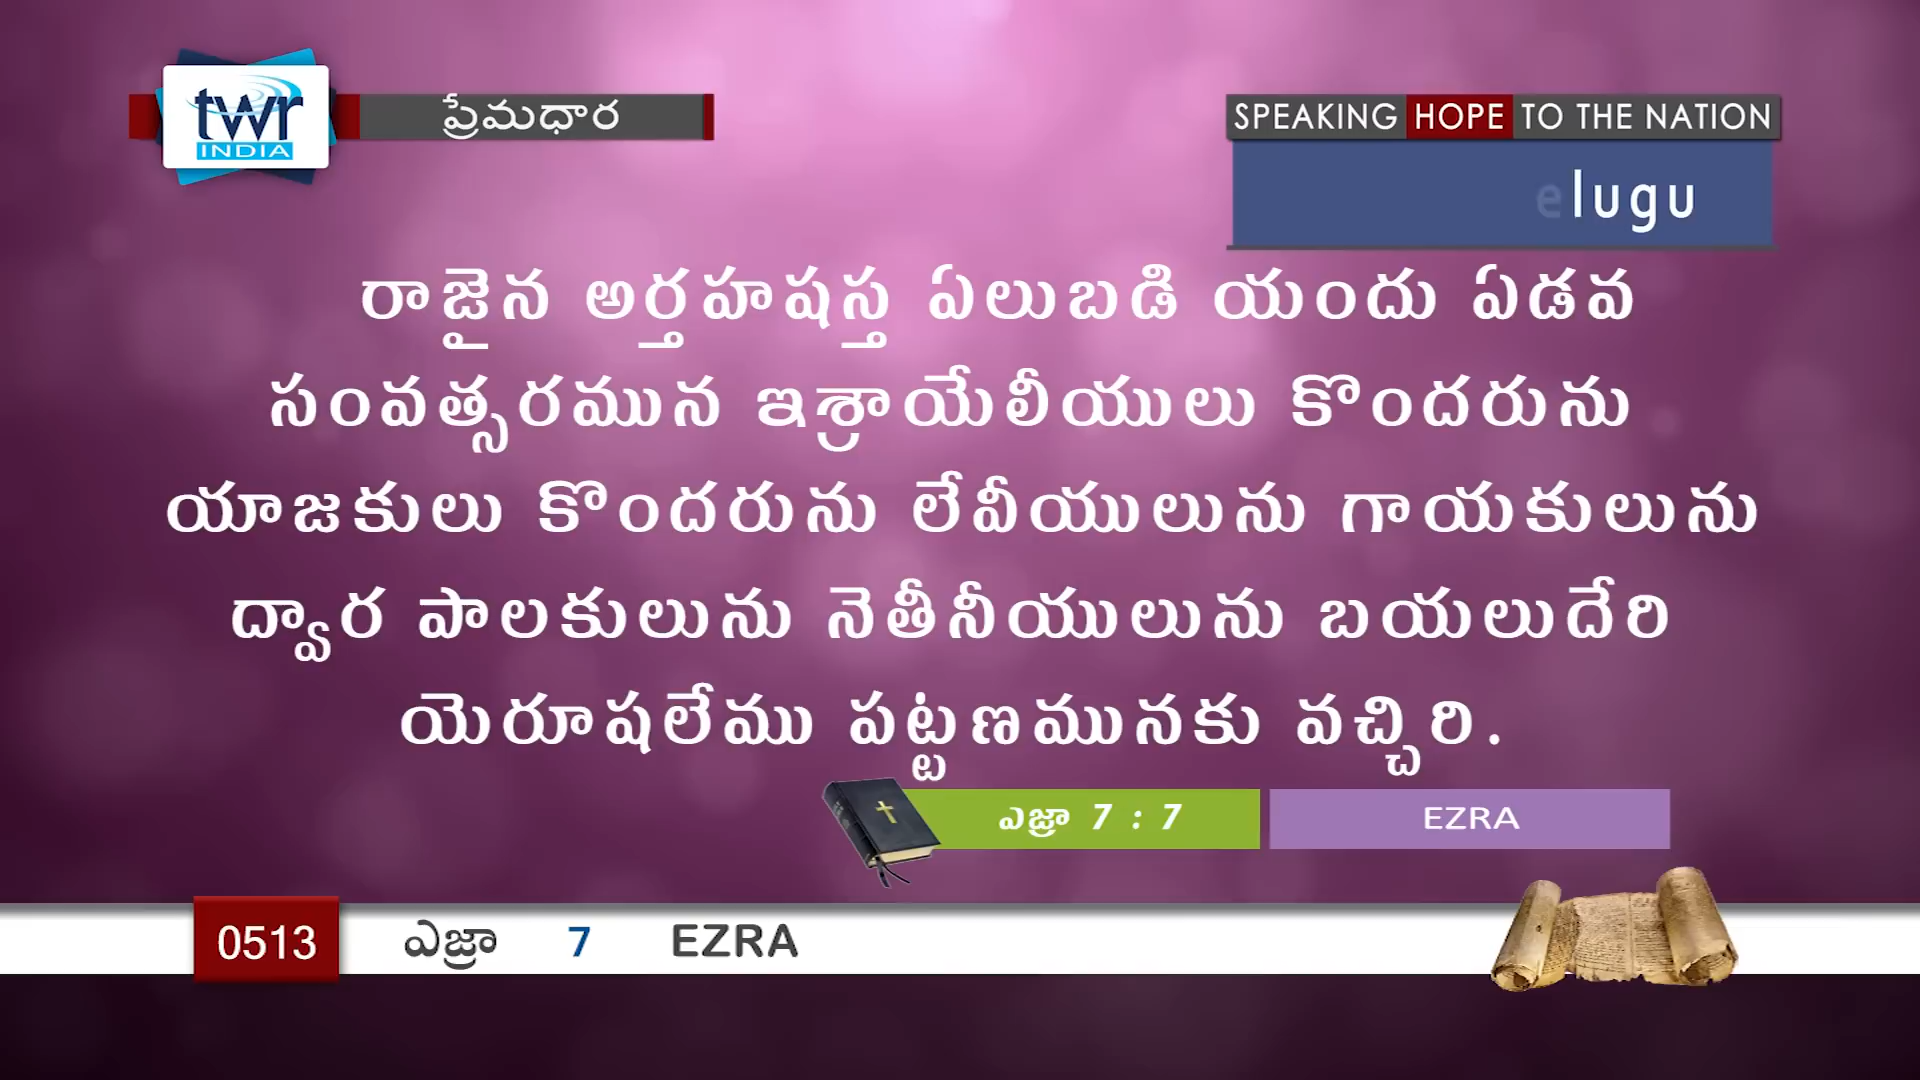 twr
INDIA
ప్రేమధార
SPEAKING HOPE TO THE NATION
elugu
రాజైన అర్తహషస్త ఏలుబడి యందు ఏడవ
సంవత్సరమున ఇశ్రాయేలీయులు కొందరును
యాజకులు కొందరును లేవీయులును గాయకులును
ద్వార పాలకులును నెతీనీయులును బయలుదేరి
యెరూషలేము పట్టణమునకు వచ్చిరి.
ఎజ్రా 7 : 7 EZRA
0513 ఎజ్రా 7 EZRA